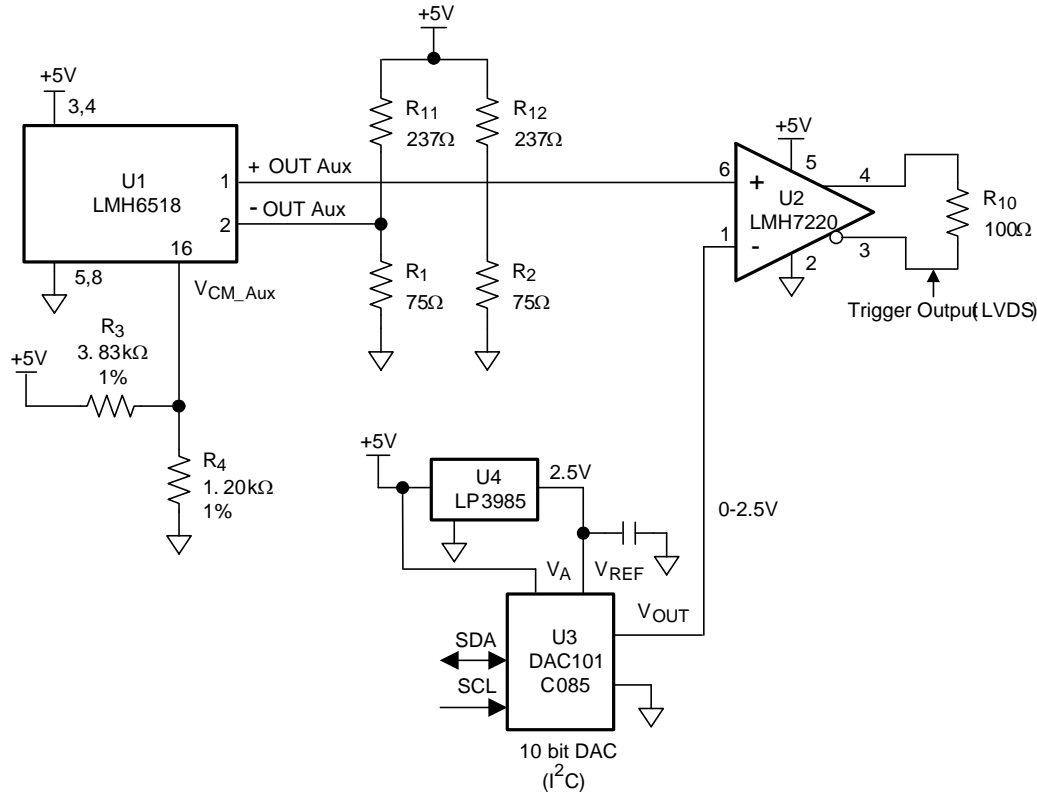 +5V
+5V
3,4
R11
237Ω
R12
237Ω
+5V
U1
LMH6518
1
+ OUT Aux
2
- OUT Aux
16
5,8
VCM_Aux
6
+
1
-
U2
LMH7220
5
2
4
3
R10
100Ω
Trigger Output(LVDS)
R1
75Ω
R2
75Ω
R3
3.83kΩ
1%
+5V
R4
1.20kΩ
1%
+5V
U4
LP3985
2.5V
0-2.5V
VA
VREF
VOUT
U3
DAC101
C085
SDA
SCL
10 bit DAC
(I²C)